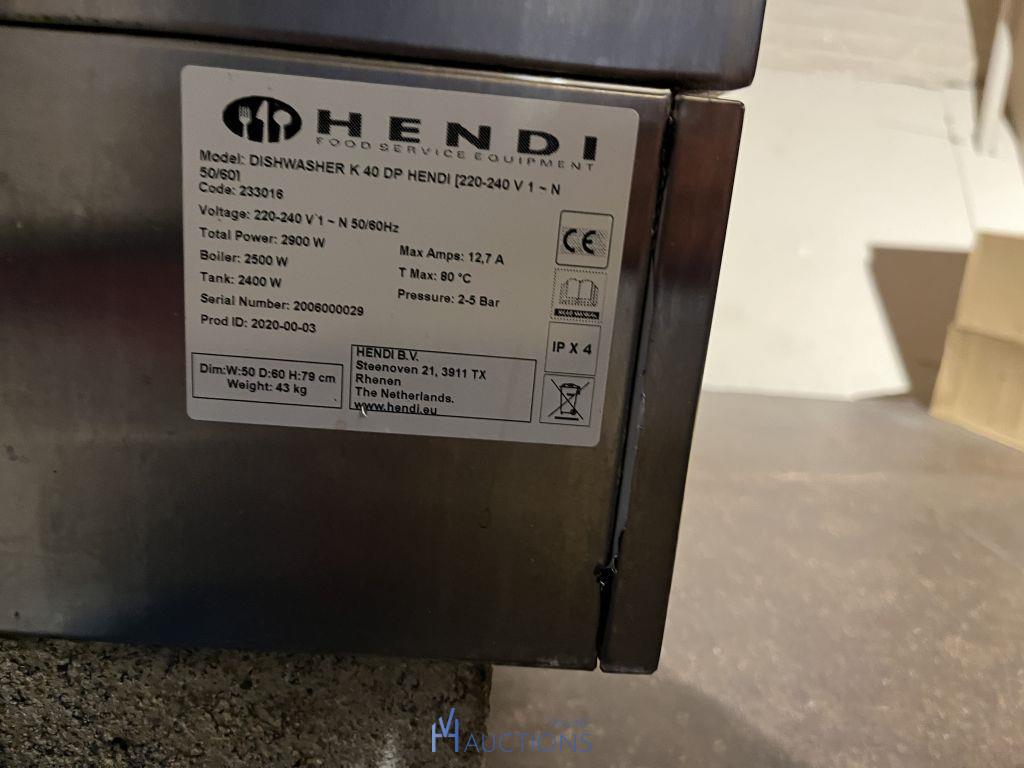 HENDI
FOOD SERVICE EQUIPMENT
Model: DISHWASHER K 40 DP HENDI [220-240 V 1 ~ N
50/60]
Code: 233016
Voltage: 220-240 V 1 ~ N 50/60Hz
Total Power: 2900 W
Boiler: 2500 W
Tank: 2400 W
Serial Number: 2006000029
Prod ID: 2020-00-03
Max Amps: 12,7 A
T Max: 80 °C
Pressure: 2-5 Bar
CE
READ MANUAL
IP X 4
Dim:W:50 D:60 H:79 cm
Weight: 43 kg
HENDI B.V.
Steenoven 21, 3911 TX
Rhenen
The Netherlands.
www.hendi.eu
AUCTIONS